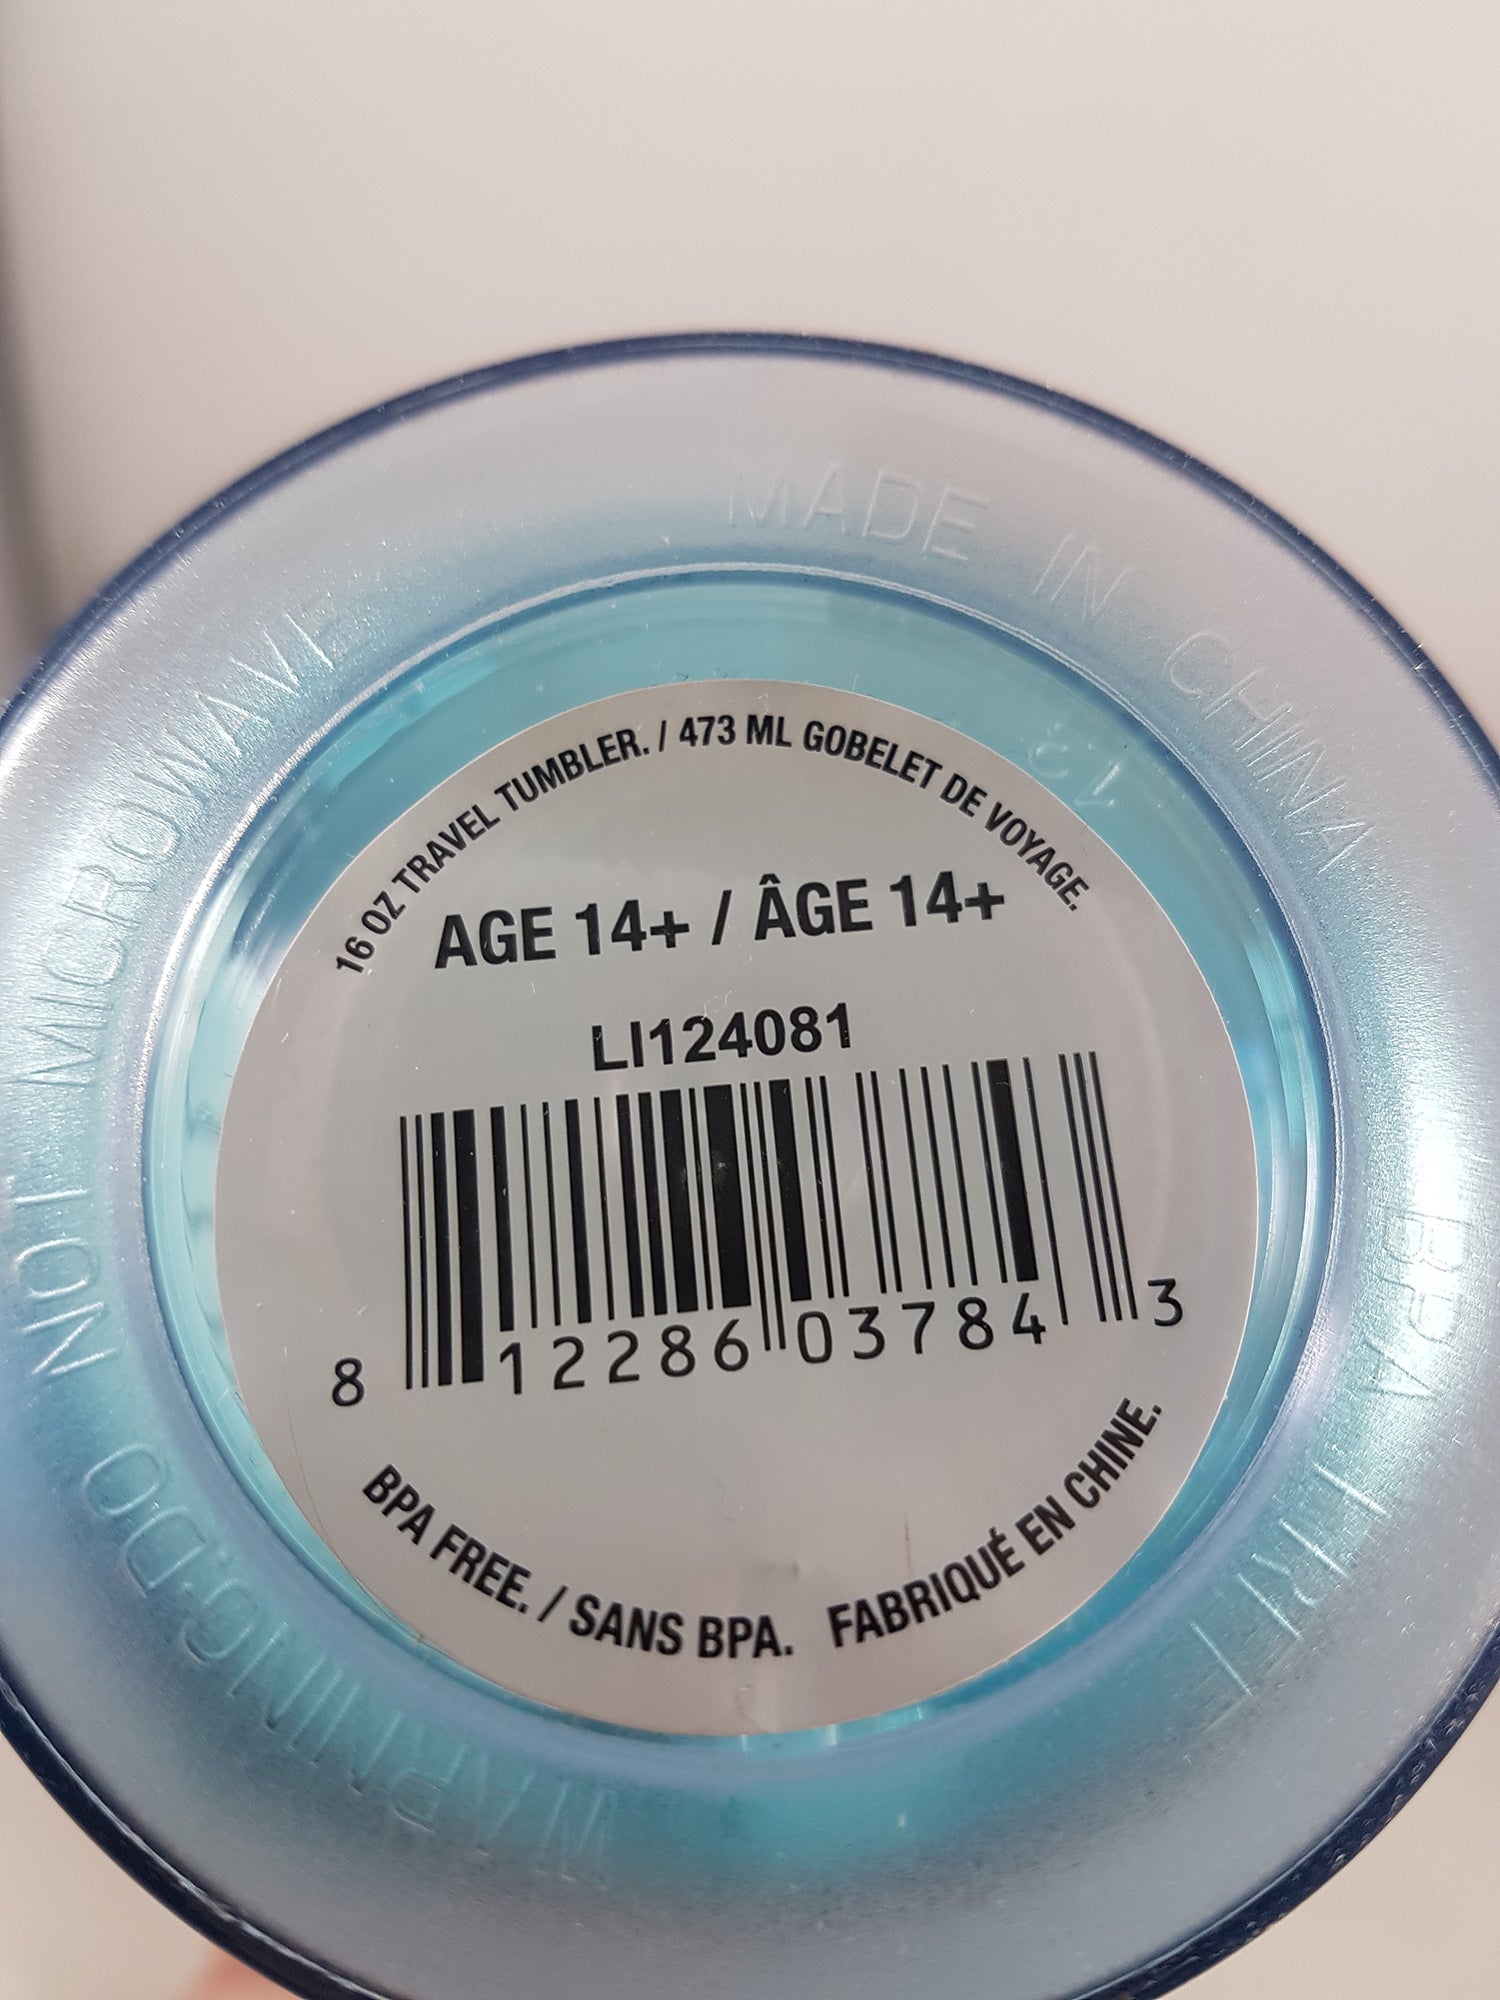 16 OZ TRAVEL TUMBLER. / 473 ML GOBELET DE VOYAGE.
AGE 14+ / ÂGE 14+
LI124081
8 12286 03784 3
BPA FREE. / SANS BPA. FABRIQUÉ EN CHINE.
MADE IN CHINA
BPA FREE
WARNING:DO NOT MICROWAVE
13